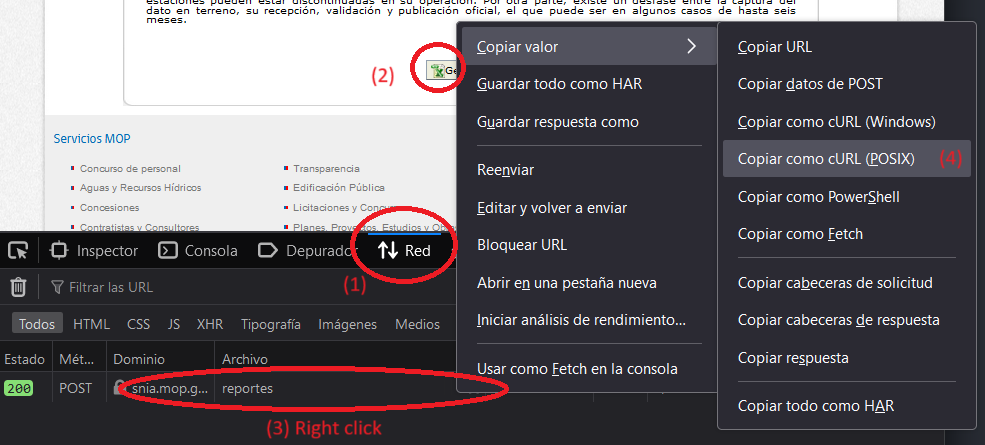 estaciones pueden estar discontinuadas en su operación. Por otra parte, existe un desfase entre la captura del
dato en terreno, su recepción, validación y publicación oficial, el que puede ser en algunos casos de hasta seis
meses.
(2)
Ge
Servicios MOP
Concurso de personal
Aguas y Recursos Hídricos
Concesiones
Contratistas y Consultores
Transparencia
Edificación Pública
Licitaciones y
Planes, Proyectos, Estudios y
Inspector
Consola
Depurador
Red
(1)
Filtrar las URL
Todos
HTML
CSS
JS
XHR
Tipografía
Imágenes
Medios
Estado
Mét...
Dominio
Archivo
200
POST
snia.mop.g...
reportes
(3) Right click
Copiar valor
Guardar todo como HAR
Guardar respuesta como
Reenviar
Editar y volver a enviar
Bloquear URL
Abrir en una pestaña nueva
Iniciar análisis de rendimiento...
Usar como Fetch en la consola
Copiar URL
Copiar datos de POST
Copiar como cURL (Windows)
Copiar como cURL (POSIX) (4)
Copiar como PowerShell
Copiar como Fetch
Copiar cabeceras de solicitud
Copiar cabeceras de respuesta
Copiar respuesta
Copiar todo como HAR